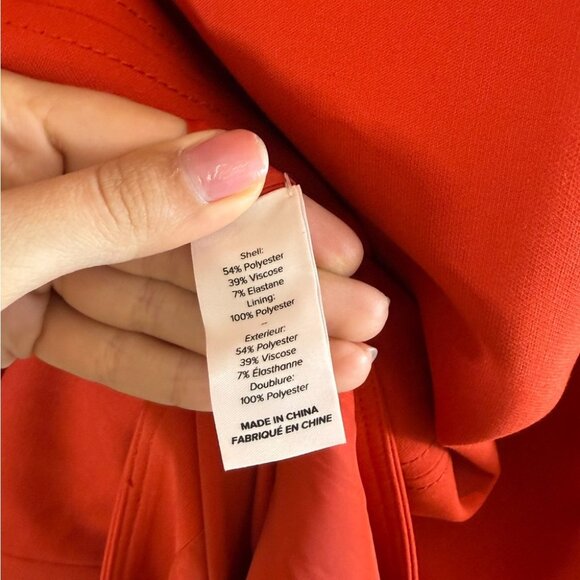 Shell:
54% Polyester
39% Viscose
7% Elastane
Lining:
100% Polyester
--
Exterieur:
54% Polyester
39% Viscose
7% Élasthanne
Doublure:
100% Polyester
MADE IN CHINA
FABRIQUÉ EN CHINE